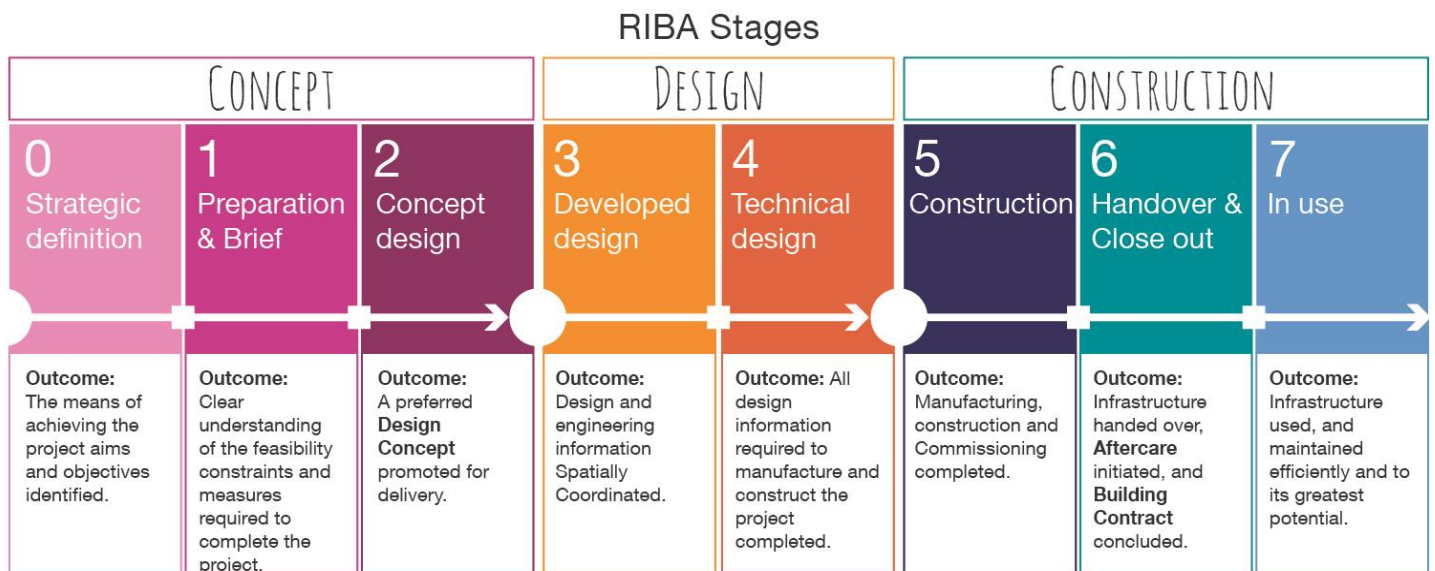 RIBA Stages
CONCEPT
DESIGN
CONSTRUCTION
0
Strategic
definition
1
Preparation
& Brief
2
Concept
design
3
Developed
design
4
Technical
design
5
Construction
6
Handover &
Close out
7
In use
Outcome:
The means of
achieving the
project aims
and objectives
identified.
Outcome:
Clear
understanding
of the feasibility
constraints and
measures
required to
complete the
project.
Outcome:
A preferred
Design
Concept
promoted for
delivery.
Outcome:
Design and
engineering
information
Spatially
Coordinated.
Outcome: All
design
information
required to
manufacture and
construct the
project
completed.
Outcome:
Manufacturing,
construction and
Commissioning
completed.
Outcome:
Infrastructure
handed over,
Aftercare
initiated, and
Building
Contract
concluded.
Outcome:
Infrastructure
used, and
maintained
efficiently and to
its greatest
potential.